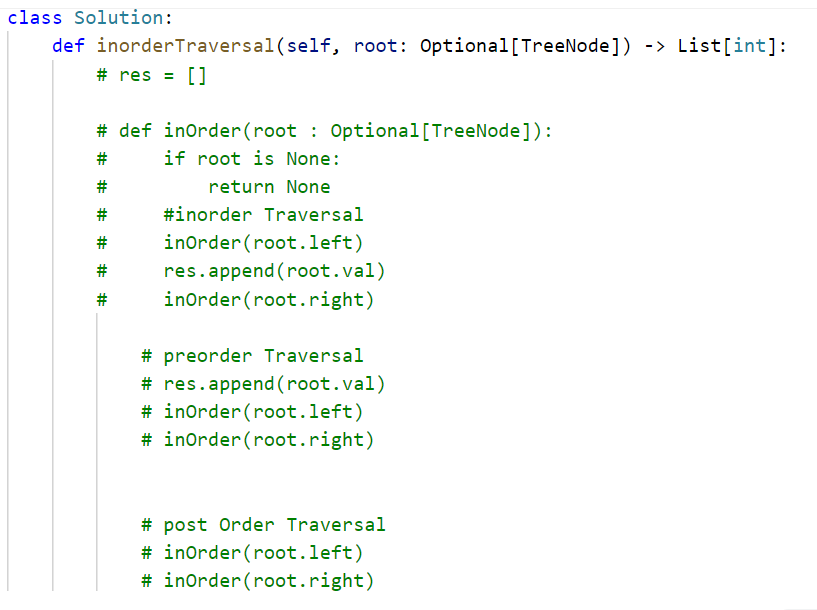 class Solution:
    def inorderTraversal(self, root: Optional[TreeNode]) -> List[int]:
        # res = []
        # def inOrder(root : Optional[TreeNode]):
        #     if root is None:
        #         return None
        #     #inorder Traversal
        #     inOrder(root.left)
        #     res.append(root.val)
        #     inOrder(root.right)
            # preorder Traversal
            # res.append(root.val)
            # inOrder(root.left)
            # inOrder(root.right)
            # post Order Traversal
            # inOrder(root.left)
            # inOrder(root.right)